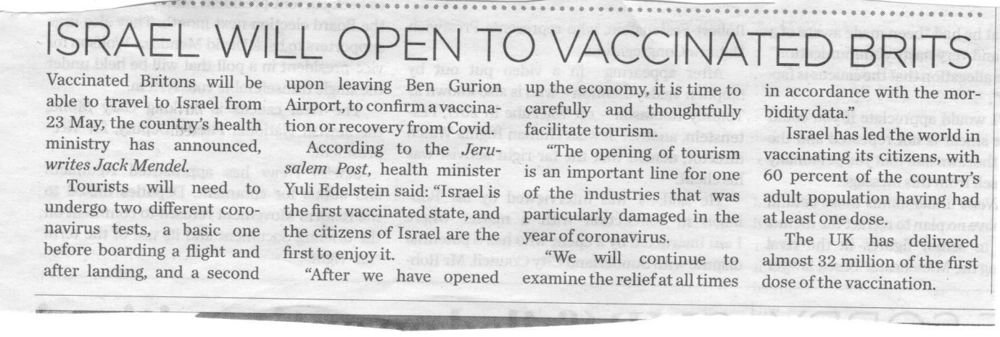 ISRAEL WILL OPEN TO VACCINATED BRITS
Vaccinated Britons will be
able to travel to Israel from
23 May, the country's health
ministry has announced,
writes Jack Mendel.
Tourists will need to
undergo two different coro-
navirus tests, a basic one
before boarding a flight and
after landing, and a second
upon leaving Ben Gurion
Airport, to confirm a vaccina-
tion or recovery from Covid.
According to the Jeru-
salem Post, health minister
Yuli Edelstein said: "Israel is
the first vaccinated state, and
the citizens of Israel are the
first to enjoy it.
"After we have opened
up the economy, it is time to
carefully and thoughtfully
facilitate tourism.
"The opening of tourism
is an important line for one
of the industries that was
particularly damaged in the
year of coronavirus.
"We will continue to
examine the relief at all times
in accordance with the mor-
bidity data."
Israel has led the world in
vaccinating its citizens, with
60 percent of the country's
adult population having had
at least one dose.
The UK has delivered
almost 32 million of the first
dose of the vaccination.